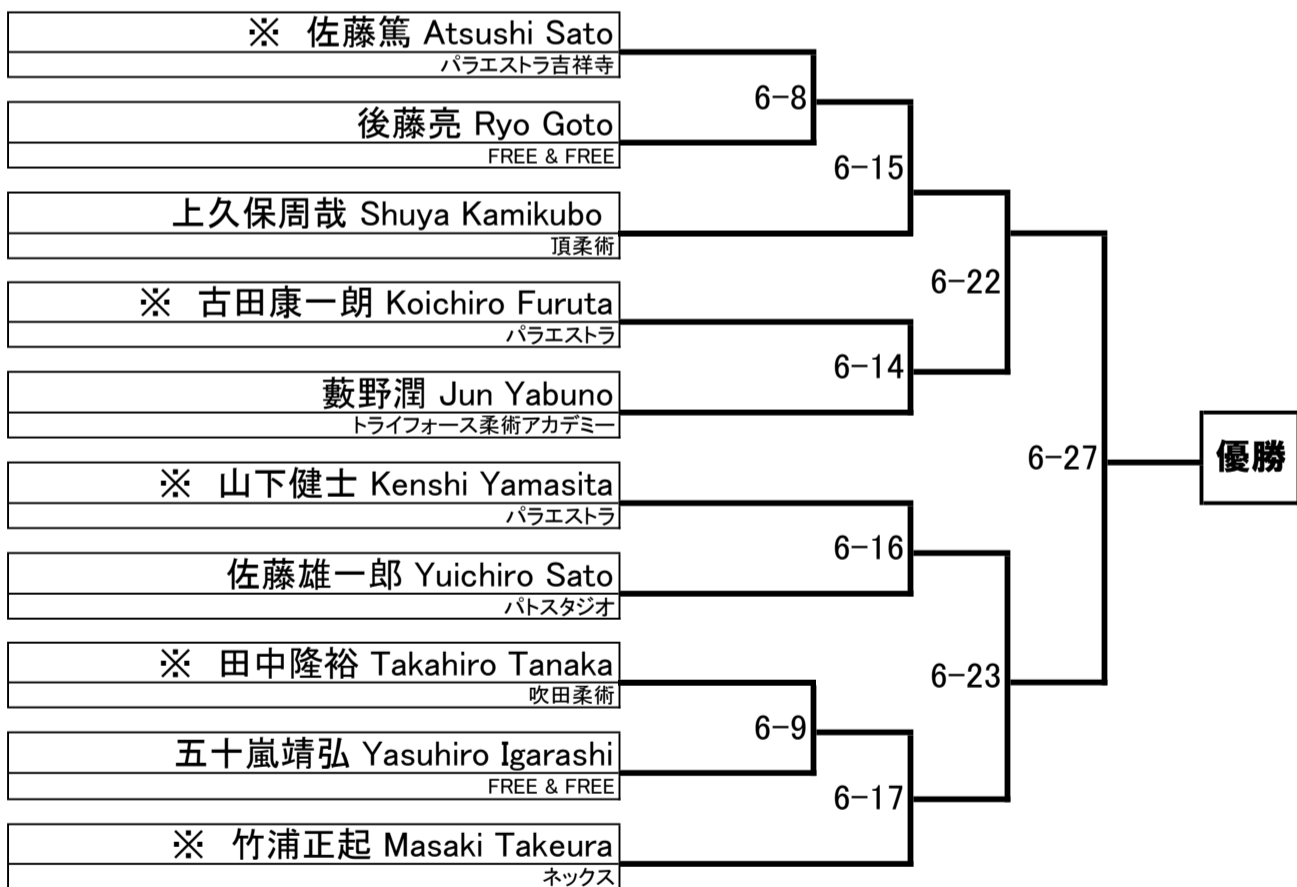 ※ 佐藤篤 Atsushi Sato
パラエストラ吉祥寺
6-8
後藤亮 Ryo Goto
FREE & FREE
6-15
上久保周哉 Shuya Kamikubo
頂柔術
6-22
※ 古田康一朗 Koichiro Furuta
パラエストラ
6-14
藪野潤 Jun Yabuno
トライフォース柔術アカデミー
6-27
優勝
※ 山下健士 Kenshi Yamasita
パラエストラ
6-16
佐藤雄一郎 Yuichiro Sato
パトスタジオ
6-23
※ 田中隆裕 Takahiro Tanaka
吹田柔術
6-9
五十嵐靖弘 Yasuhiro Igarashi
FREE & FREE
6-17
※ 竹浦正起 Masaki Takeura
ネックス